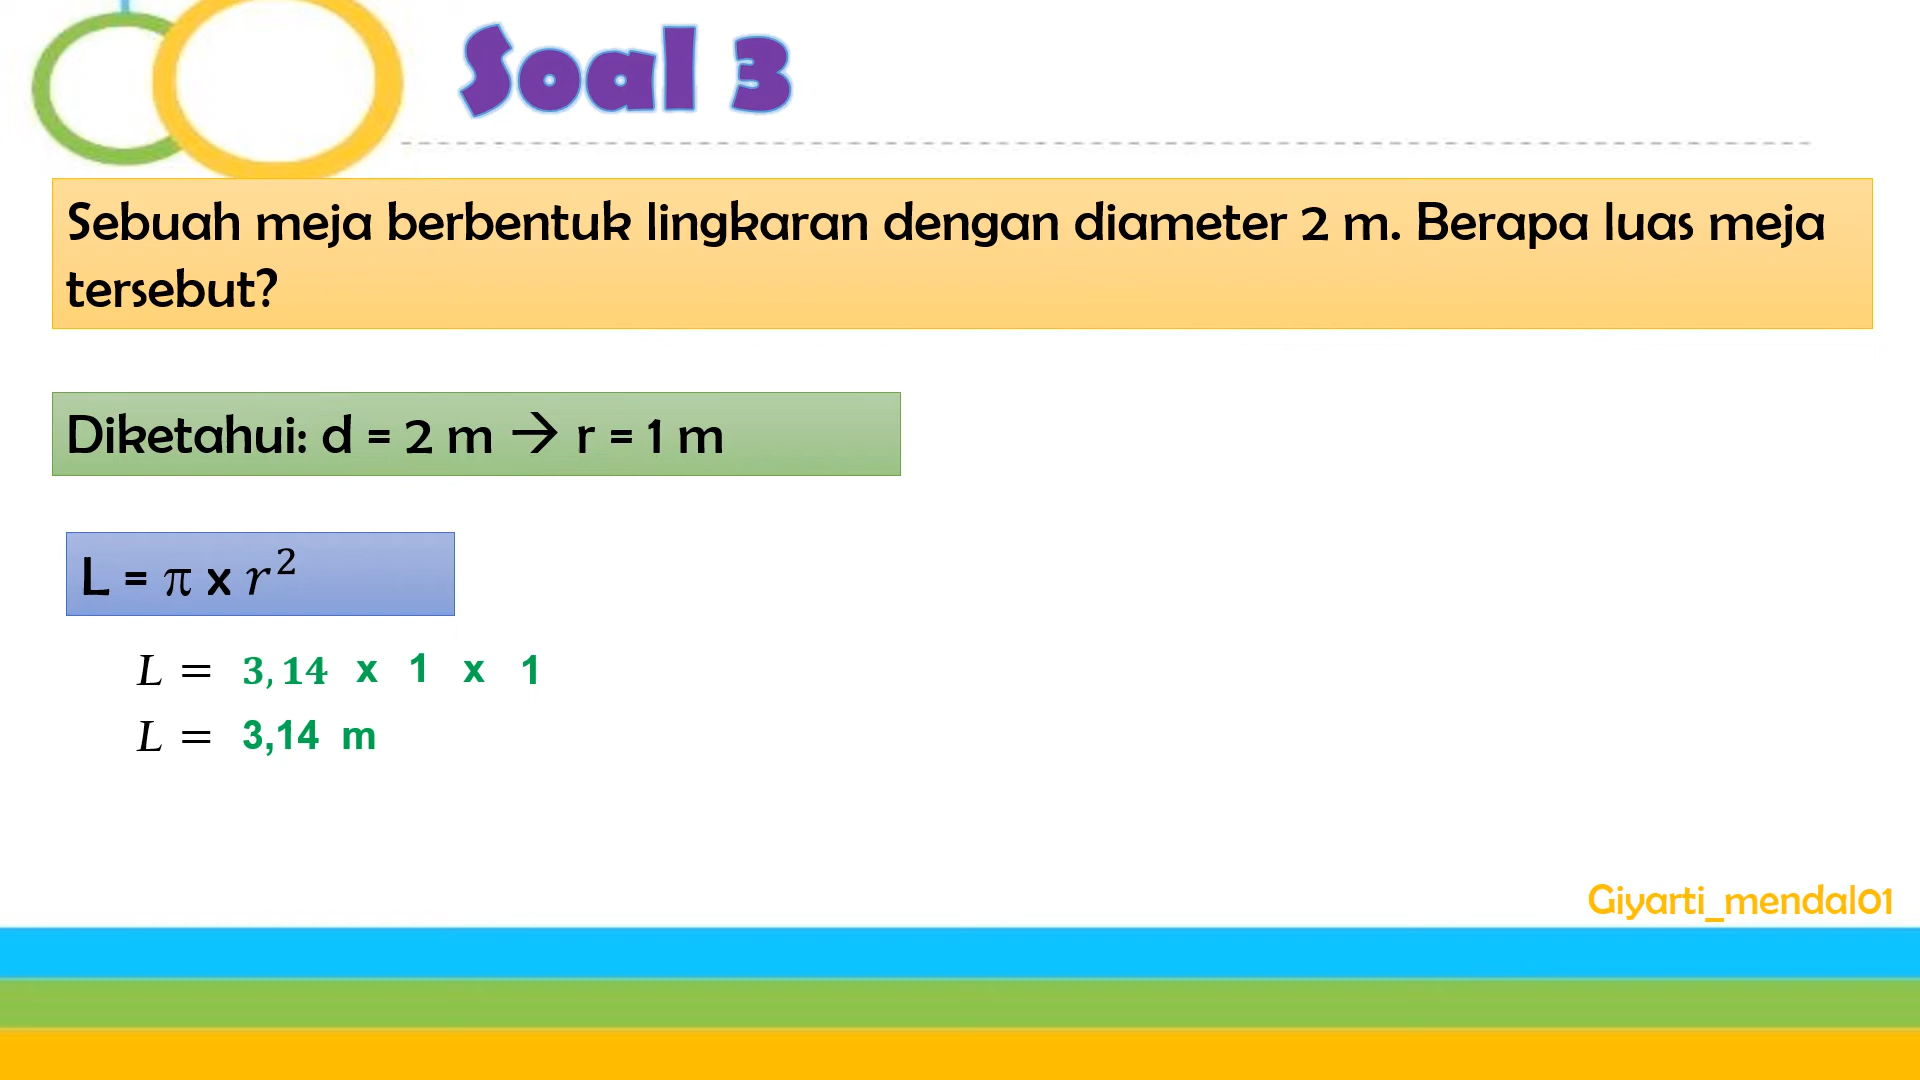 Soal 3
Sebuah meja berbentuk lingkaran dengan diameter 2 m. Berapa luas meja
tersebut?
Diketahui: d = 2 m → r = 1 m
L = π x r²
L = 3,14 x 1 x 1
L = 3,14 m
Giyarti_mendal01